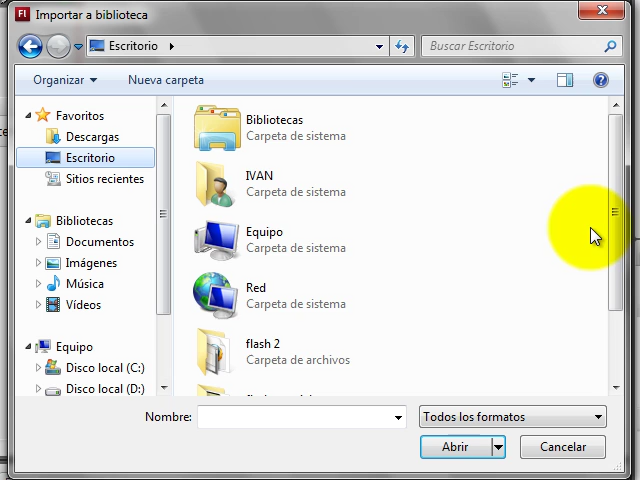 Fl Importar a biblioteca
Escritorio
Buscar Escritorio
Organizar
Nueva carpeta
Favoritos
Descargas
Escritorio
Sitios recientes
Bibliotecas
Documentos
Imágenes
Música
Vídeos
Equipo
Disco local (C:)
Disco local (D:)
Bibliotecas
Carpeta de sistema
IVAN
Carpeta de sistema
Equipo
Carpeta de sistema
Red
Carpeta de sistema
flash 2
Carpeta de archivos
Nombre:
Todos los formatos
Abrir
Cancelar